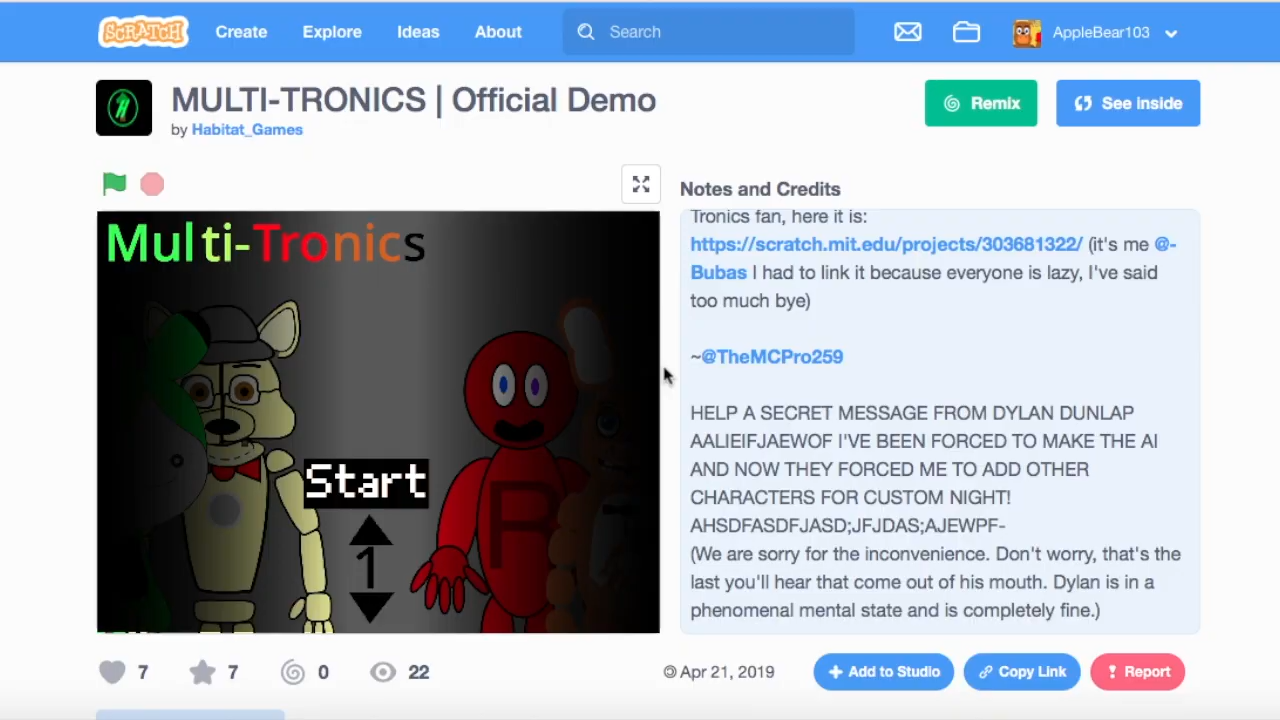 SCRATCH Create Explore Ideas About Search AppleBear103
MULTI-TRONICS | Official Demo
by Habitat_Games
Remix
See inside
Multi-Tronics
Start
1
R
Notes and Credits
Tronics fan, here it is:
https://scratch.mit.edu/projects/303681322/ (it's me @-
Bubas I had to link it because everyone is lazy, I've said
too much bye)
~@TheMCPro259
HELP A SECRET MESSAGE FROM DYLAN DUNLAP
AALIEIFJAEWOF I'VE BEEN FORCED TO MAKE THE AI
AND NOW THEY FORCED ME TO ADD OTHER
CHARACTERS FOR CUSTOM NIGHT!
AHSDFASDFJASD;JFJDAS;AJEWPF-
(We are sorry for the inconvenience. Don't worry, that's the
last you'll hear that come out of his mouth. Dylan is in a
phenomenal mental state and is completely fine.)
7 7 0 22
© Apr 21, 2019
Add to Studio
Copy Link
Report